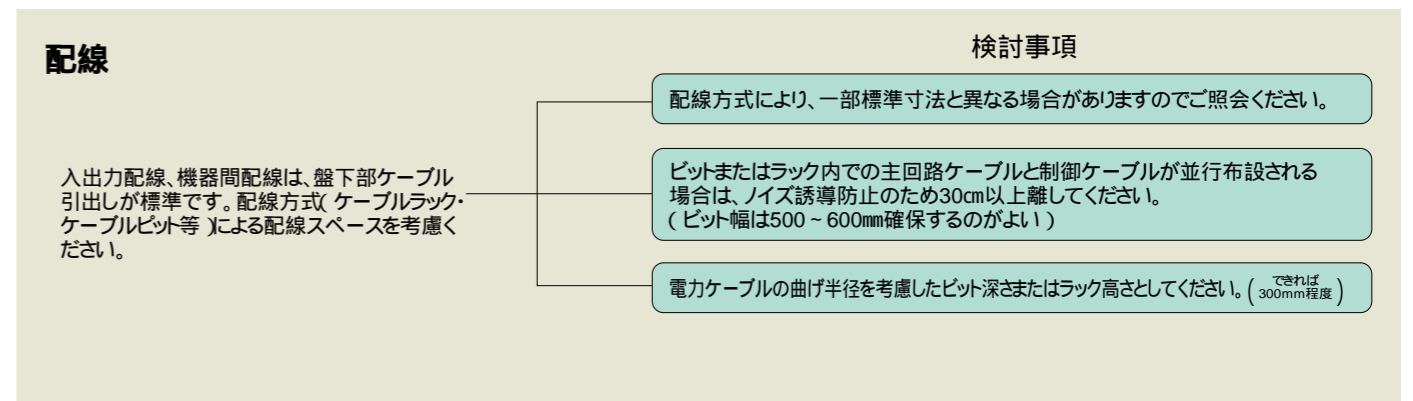 配線
検討事項
入出力配線、機器間配線は、盤下部ケーブル
引出しが標準です。配線方式(ケーブルラック・
ケーブルピット等)による配線スペースを考慮く
ださい。
配線方式により、一部標準寸法と異なる場合がありますのでご照会ください。
ピットまたはラック内での主回路ケーブルと制御ケーブルが並行布設される
場合は、ノイズ誘導防止のため30㎝以上離してください。
(ピット幅は500~600㎜確保するのがよい)
電力ケーブルの曲げ半径を考慮したピット深さまたはラック高さとしてください。(できれば
300mm程度)